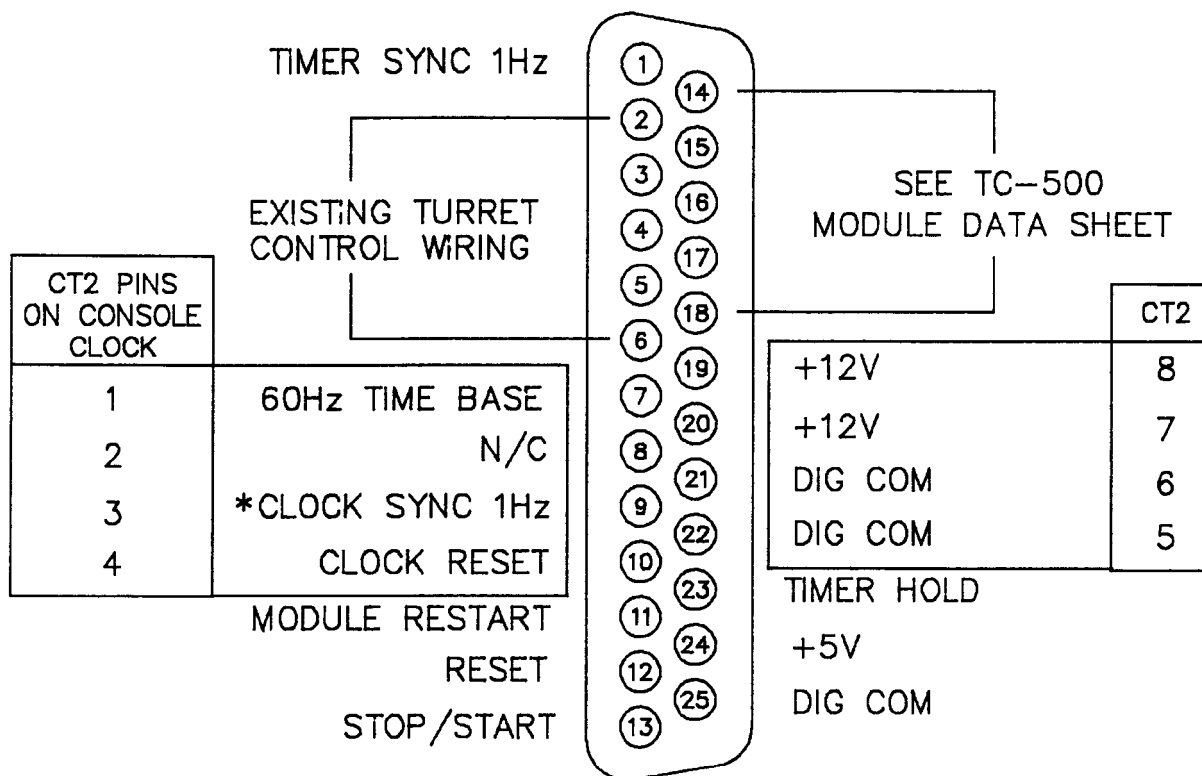 TIMER SYNC 1Hz
EXISTING TURRET
CONTROL WIRING
CT2 PINS
ON CONSOLE
CLOCK
1 60Hz TIME BASE
2 N/C
3 *CLOCK SYNC 1Hz
4 CLOCK RESET
MODULE RESTART
RESET
STOP/START
1
2
3
4
5
6
7
8
9
10
11
12
13
14
15
16
17
18
19
20
21
22
23
24
25
SEE TC-500
MODULE DATA SHEET
CT2
+12V 8
+12V 7
DIG COM 6
DIG COM 5
TIMER HOLD
+5V
DIG COM